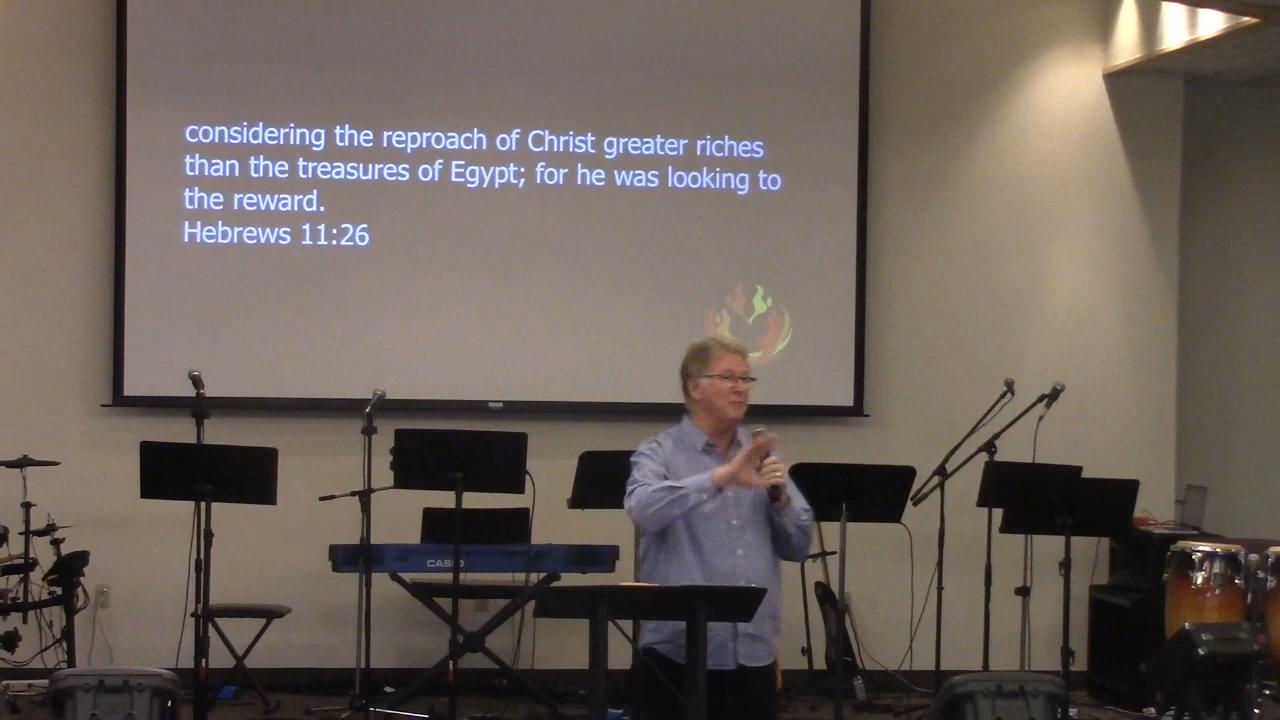 considering the reproach of Christ greater riches
than the treasures of Egypt; for he was looking to
the reward.
Hebrews 11:26
CASIO